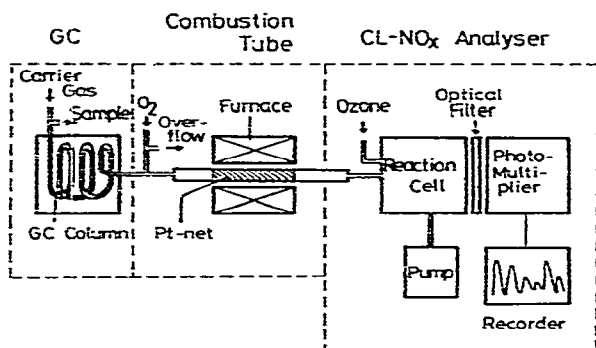 GC
Combustion
Tube
CL-NOx Analyser
Carrier
Gas
Sample
O2
Over-
flow
Furnace
Ozone
Optical
Filter
Reaction
Cell
Photo-
Multi-
plier
GC Column
Pt-net
Pump
Recorder